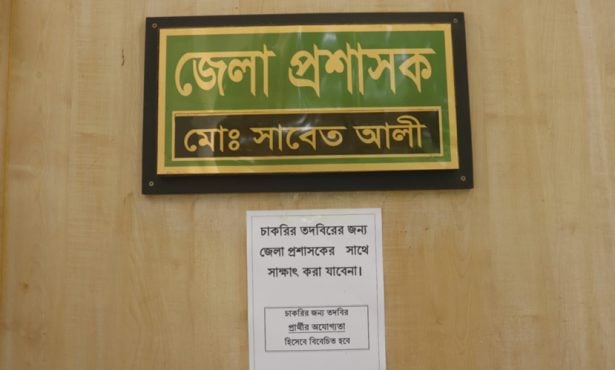 জেলা প্রশাসক
মোঃ সাবেত আলী
চাকরির তদবিরের জন্য
জেলা প্রশাসকের সাথে
সাক্ষাৎ করা যাবেনা।
চাকরির জন্য তদবির
প্রার্থীর অযোগ্যতা
হিসেবে বিবেচিত হবে